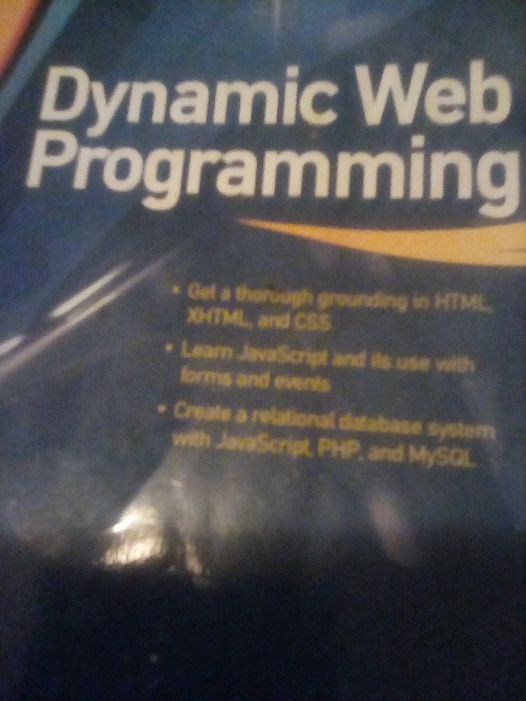 Dynamic Web
Programming
• Get a thorough grounding in HTML,
XHTML, and CSS
• Learn JavaScript and its use with
forms and events
• Create a relational database system
with JavaScript, PHP, and MySQL